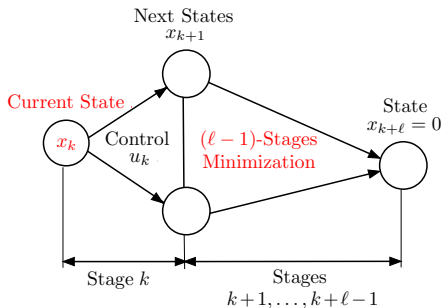 Next States
x_{k+1}
Current State
x_k
Control
u_k
(ℓ − 1)-Stages
Minimization
State
x_{k+ℓ} = 0
Stage k
Stages
k+1, . . . , k+ℓ−1